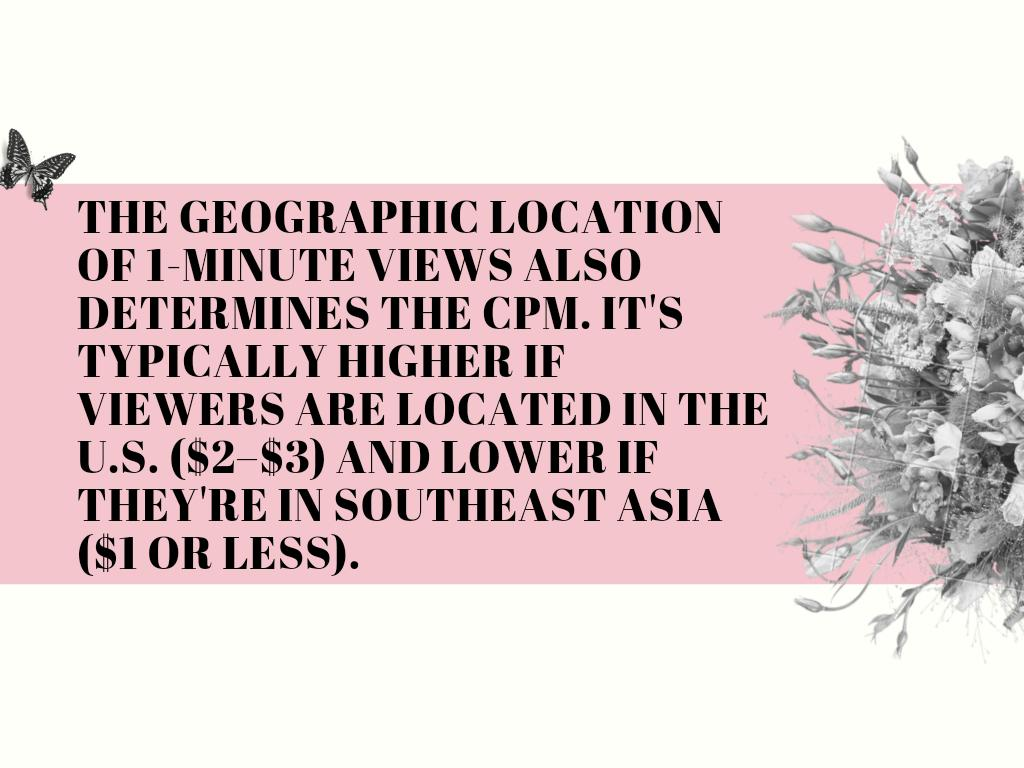 THE GEOGRAPHIC LOCATION
OF 1-MINUTE VIEWS ALSO
DETERMINES THE CPM. IT'S
TYPICALLY HIGHER IF
VIEWERS ARE LOCATED IN THE
U.S. ($2–$3) AND LOWER IF
THEY'RE IN SOUTHEAST ASIA
($1 OR LESS).